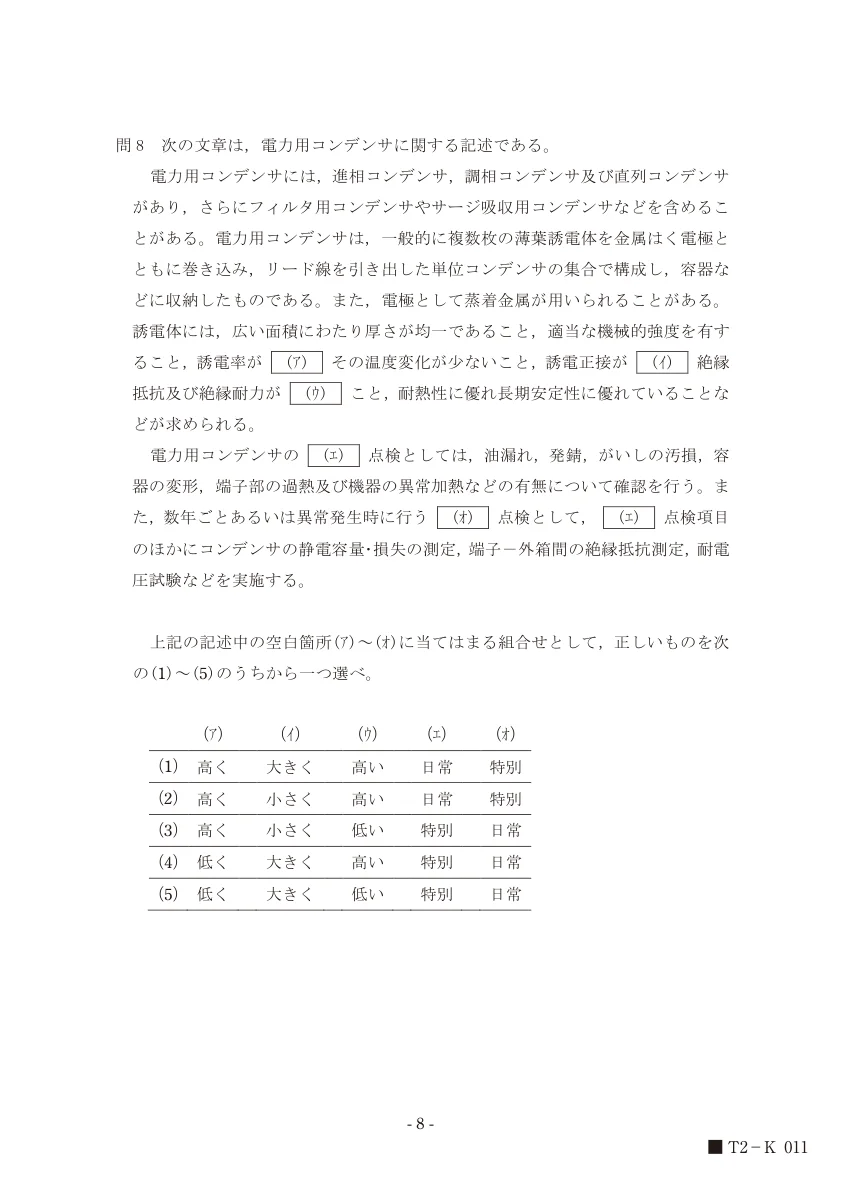 問8 次の文章は，電力用コンデンサに関する記述である。
電力用コンデンサには，進相コンデンサ，調相コンデンサ及び直列コンデンサ
があり，さらにフィルタ用コンデンサやサージ吸収用コンデンサなどを含めるこ
とがある。電力用コンデンサは，一般的に複数枚の薄葉誘電体を金属はく電極と
ともに巻き込み，リード線を引き出した単位コンデンサの集合で構成し，容器な
どに収納したものである。また，電極として蒸着金属が用いられることがある。
誘電体には，広い面積にわたり厚さが均一であること，適当な機械的強度を有す
ること，誘電率が (ア) その温度変化が少ないこと，誘電正接が (イ) 絶縁
抵抗及び絶縁耐力が (ウ) こと，耐熱性に優れ長期安定性に優れていることな
どが求められる。
電力用コンデンサの (エ) 点検としては，油漏れ，発錆，がいしの汚損，容
器の変形，端子部の過熱及び機器の異常加熱などの有無について確認を行う。ま
た，数年ごとあるいは異常発生時に行う (オ) 点検として， (エ) 点検項目
のほかにコンデンサの静電容量・損失の測定，端子－外箱間の絶縁抵抗測定，耐電
圧試験などを実施する。
上記の記述中の空白箇所(ア)～(オ)に当てはまる組合せとして，正しいものを次
の(1)～(5)のうちから一つ選べ。
(ア) (イ) (ウ) (エ) (オ)
(1) 高く 大きく 高い 日常 特別
(2) 高く 小さく 高い 日常 特別
(3) 高く 小さく 低い 特別 日常
(4) 低く 大きく 高い 特別 日常
(5) 低く 大きく 低い 特別 日常
- 8 -
■ T2－K 011